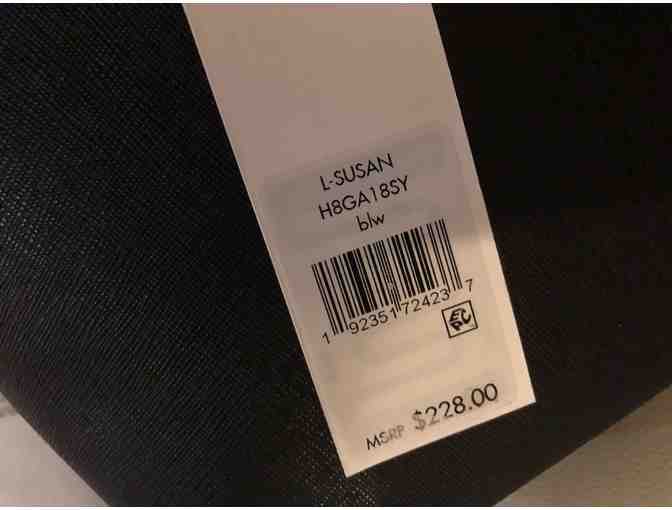 L-SUSAN
H8GA18SY
blw
1 92351 72423 7
MSRP $228.00